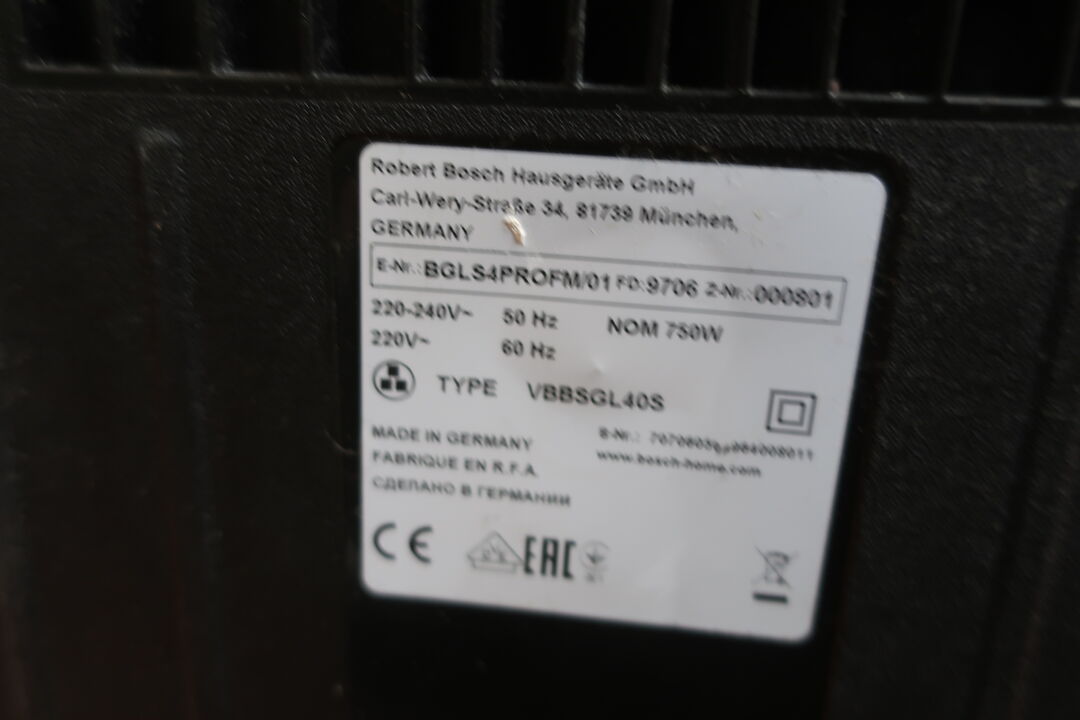 Robert Bosch Hausgeräte GmbH
Carl-Wery-Straße 34, 81739 München,
GERMANY
E-Nr.: BGLS4PROFM/01 FD: 9706 Z-Nr.: 000801
220-240V~ 50 Hz NOM 750W
220V~ 60 Hz
TYPE VBBSGL40S
MADE IN GERMANY
FABRIQUE EN R.F.A.
СДЕЛАНО В ГЕРМАНИИ
S-Nr.:
www.bosch-home.com
CE EAC